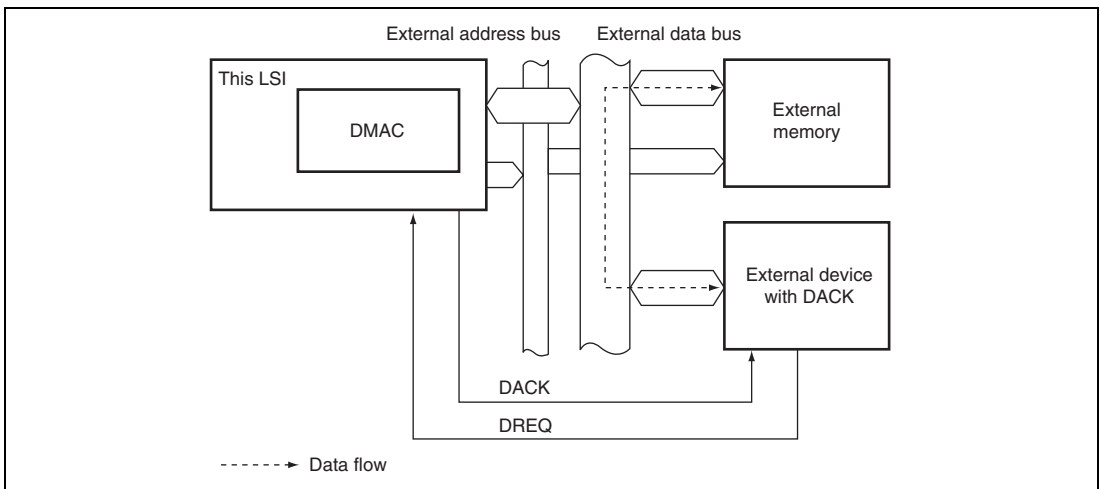 External address bus
External data bus
This LSI
DMAC
External
memory
External device
with DACK
DACK
DREQ
Data flow